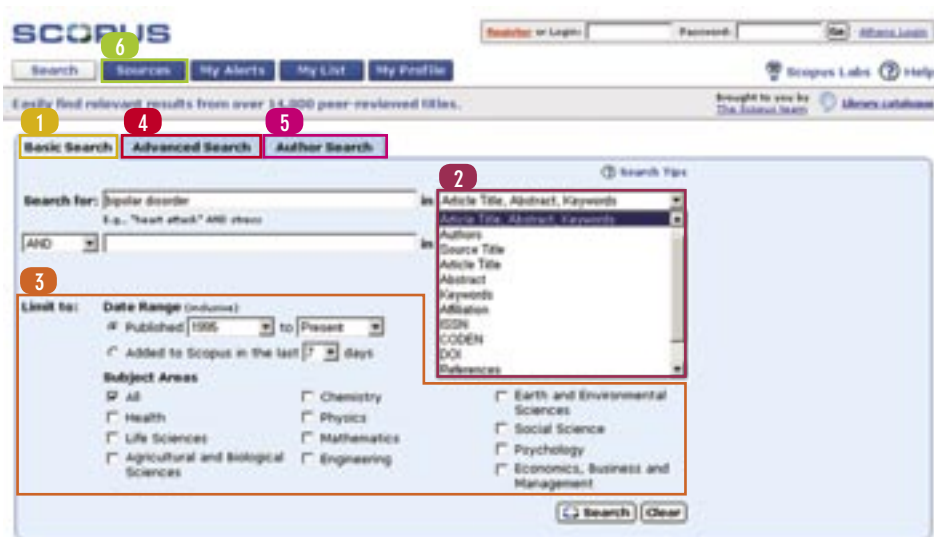 SCOPUS
Register or Login: Password: Go Athens Login
6
Search Sources My Alerts My List My Profile Scopus Labs Help
Easily find relevant results from over 14,000 peer-reviewed titles. Brought to you by The Scopus team Library catalogue
1 4 5
Basic Search Advanced Search Author Search
Search Tips
2
Search for: bipolar disorder in Article Title, Abstract, Keywords
E.g., "heart attack" AND stress
Article Title, Abstract, Keywords
AND in Authors
Source Title
Article Title
Abstract
Keywords
Affiliation
ISSN
CODEN
DOI
References
3
Limit to: Date Range (inclusive)
Published 1995 to Present
Added to Scopus in the last 7 days
Subject Areas
All Chemistry Earth and Environmental Sciences
Health Physics Social Science
Life Sciences Mathematics Psychology
Agricultural and Biological Sciences Engineering Economics, Business and Management
Search Clear